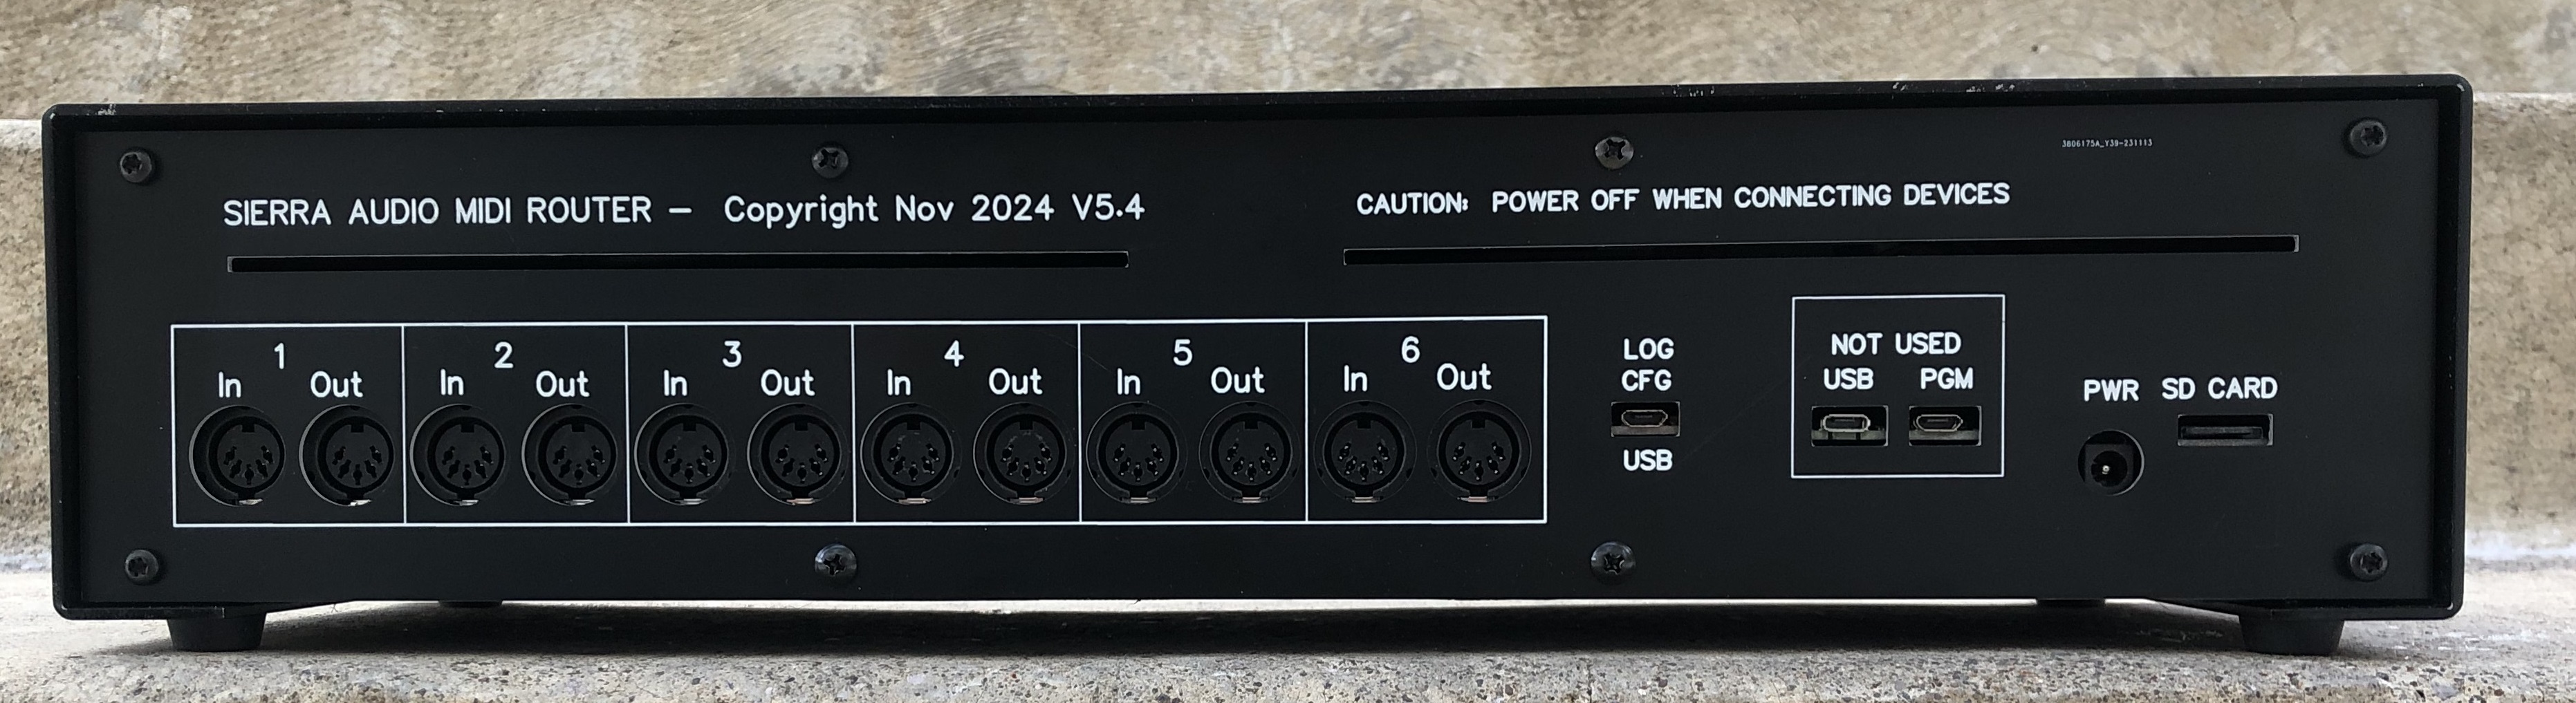 3806175A_Y39-231113
SIERRA AUDIO MIDI ROUTER – Copyright Nov 2024 V5.4
CAUTION: POWER OFF WHEN CONNECTING DEVICES
1
In Out
2
In Out
3
In Out
4
In Out
5
In Out
6
In Out
LOG
CFG
USB
NOT USED
USB PGM
PWR SD CARD